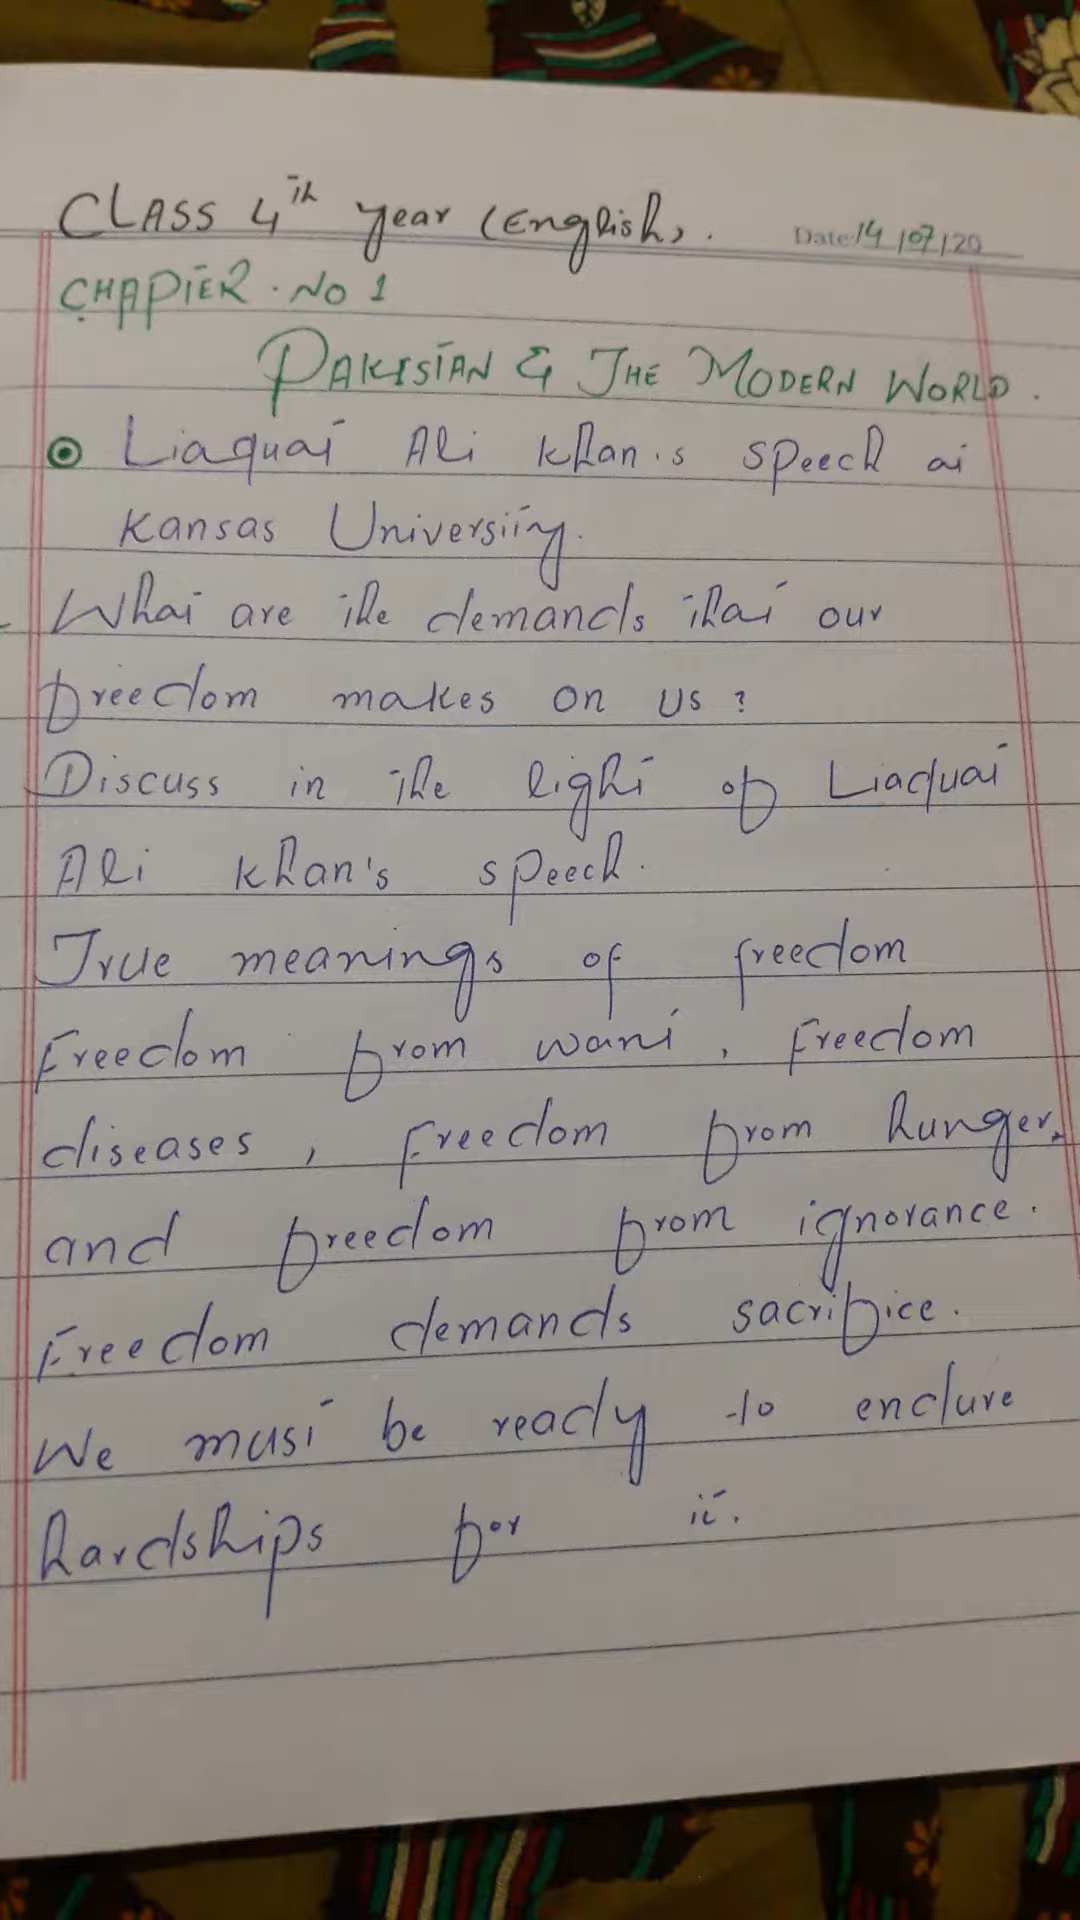 CLASS 4th year (English).
Date 14/07/20
CHAPTER. NO 1
PAKISTAN & THE MODERN WORLD.
Liaquat Ali Khan's speech at
Kansas University.
What are the demands that our
freedom makes on us?
Discuss in the light of Liaquat
Ali Khan's speech.
True meanings of freedom
Freedom from want, Freedom
diseases, freedom from hunger,
and freedom from ignorance.
Freedom demands sacrifice.
We must be ready to endure
hardships for it.